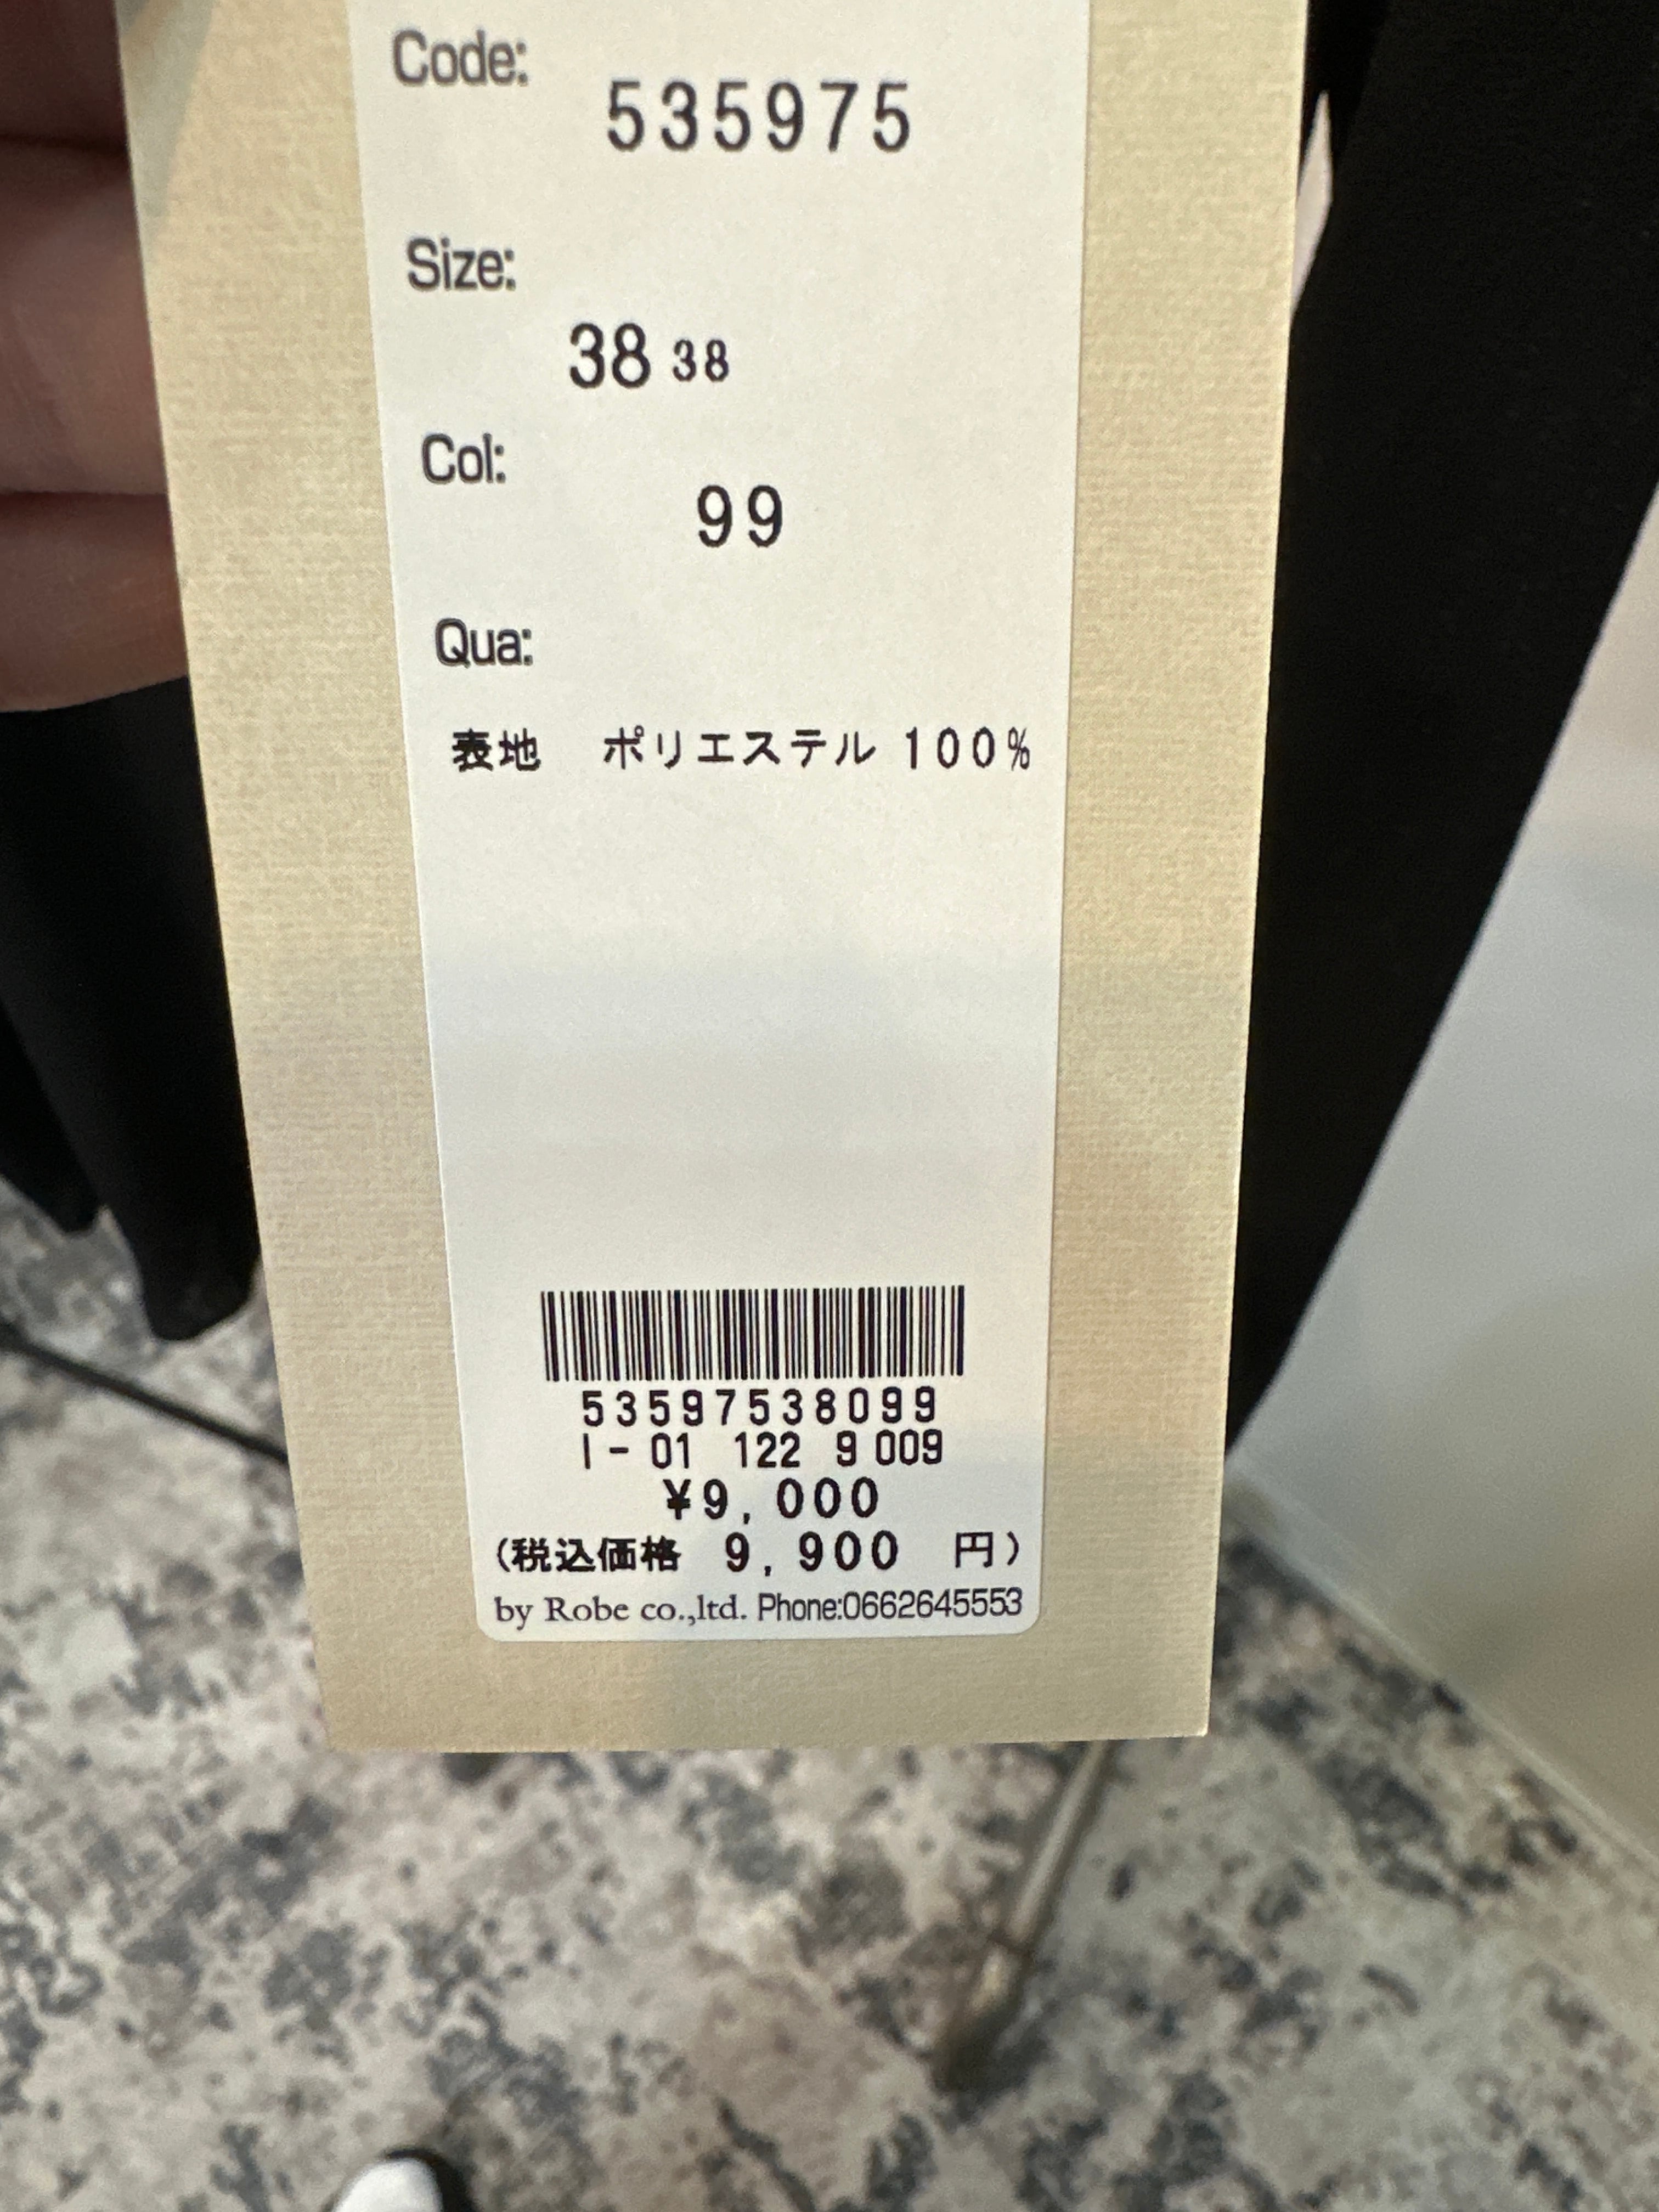 Code:
535975
Size:
38 38
Col:
99
Qua:
表地 ポリエステル 100%
53597538099
I-01 122 9 009
¥9,000
(税込価格 9,900 円)
by Robe co.,ltd. Phone:0662645553